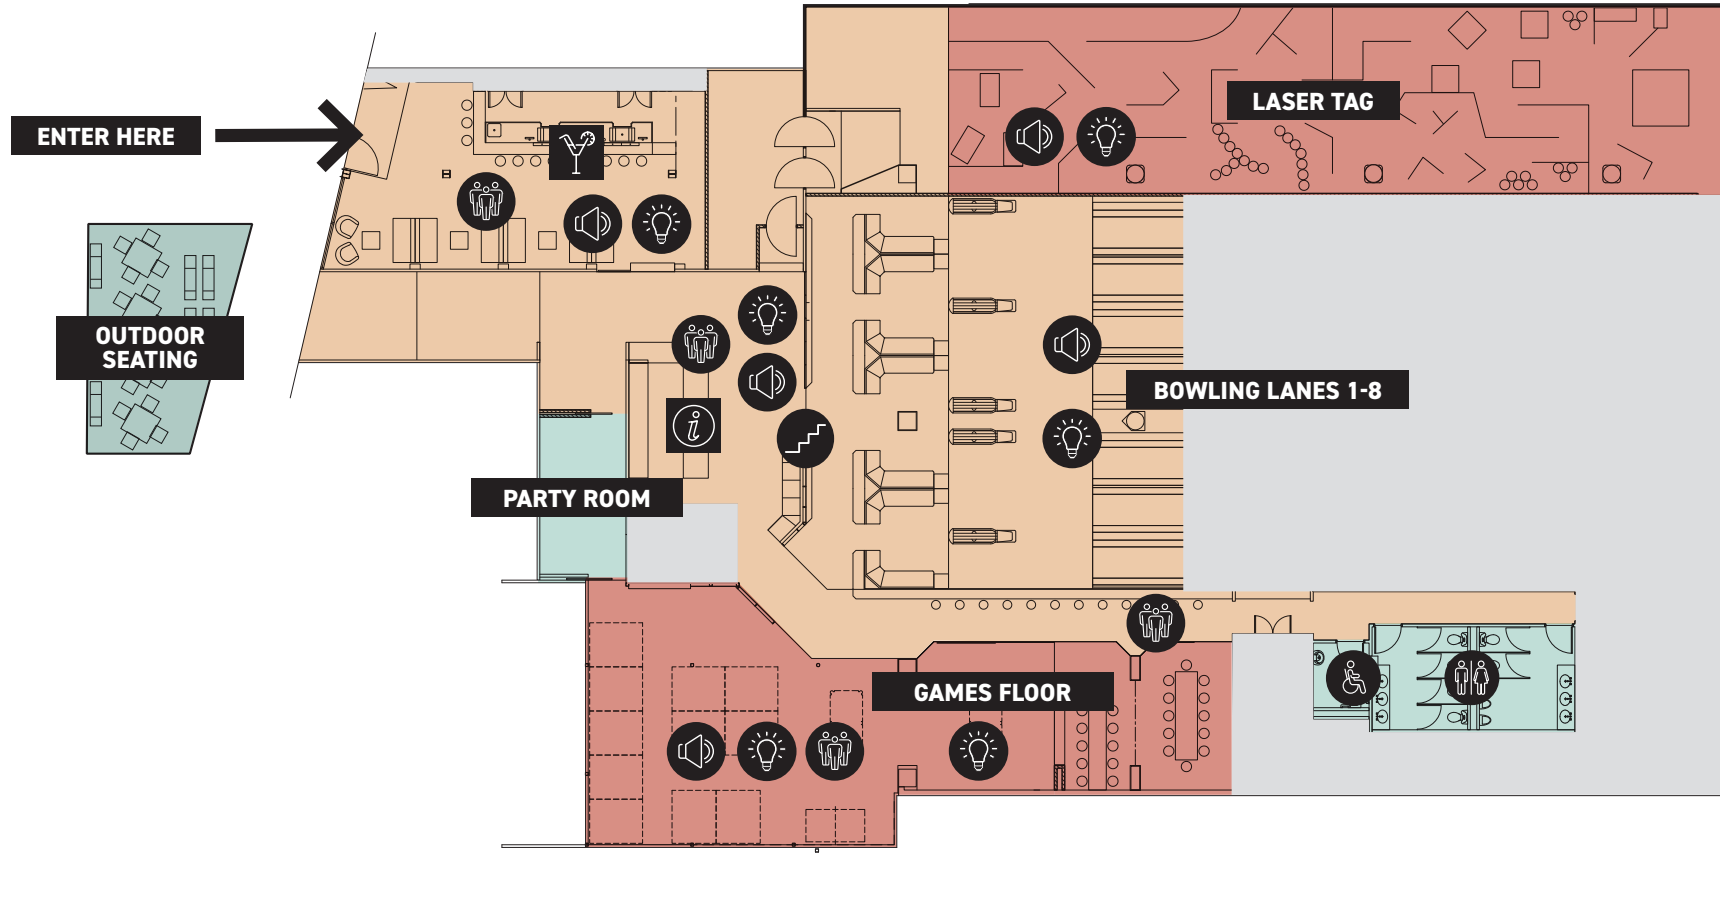 LASER TAG
ENTER HERE
OUTDOOR
SEATING
BOWLING LANES 1-8
i
PARTY ROOM
GAMES FLOOR